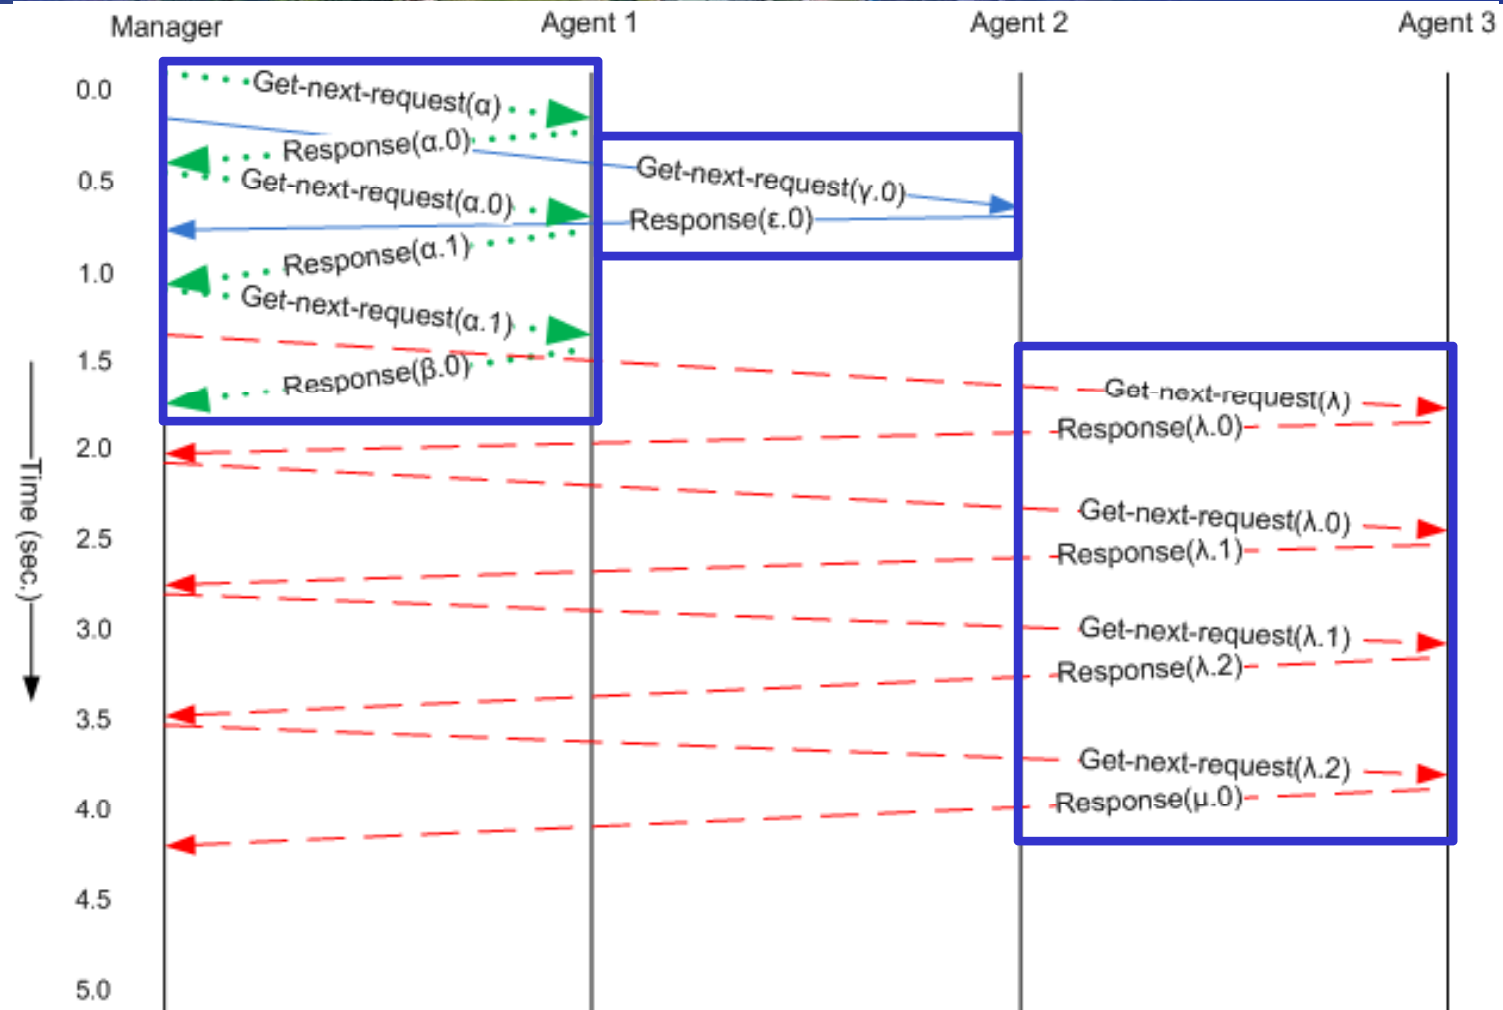 Manager
Agent 1
Agent 2
Agent 3
0.0
Get-next-request(α)
Response(α.0)
Get-next-request(γ.0)
0.5
Get-next-request(α.0)
Response(ε.0)
Response(α.1)
1.0
Get-next-request(α.1)
1.5
Response(β.0)
Get-next-request(λ)
Response(λ.0)
2.0
Time (sec.)
Get-next-request(λ.0)
2.5
Response(λ.1)
3.0
Get-next-request(λ.1)
Response(λ.2)
3.5
Get-next-request(λ.2)
Response(μ.0)
4.0
4.5
5.0